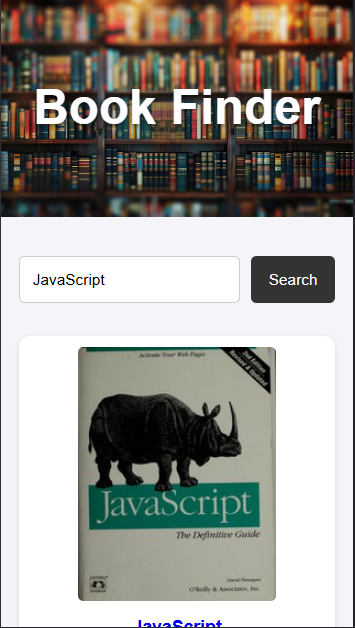 Book Finder
JavaScript
Search
Activate Your Web Pages
2nd Edition
Revised & Updated
JavaScript
The Definitive Guide
David Flanagan
O'Reilly & Associates, Inc.
JavaScript